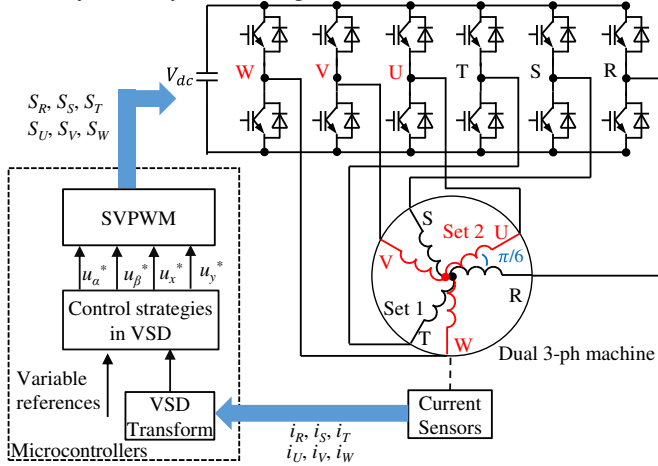 W V U T S R
V_dc
S_R, S_S, S_T
S_U, S_V, S_W
SVPWM
u_α* u_β* u_x* u_y*
Control strategies
in VSD
Variable
references
VSD
Transform
Microcontrollers
S
Set 2 U
V
π/6
R
Set 1
T
W
Dual 3-ph machine
Current
Sensors
i_R, i_S, i_T
i_U, i_V, i_W